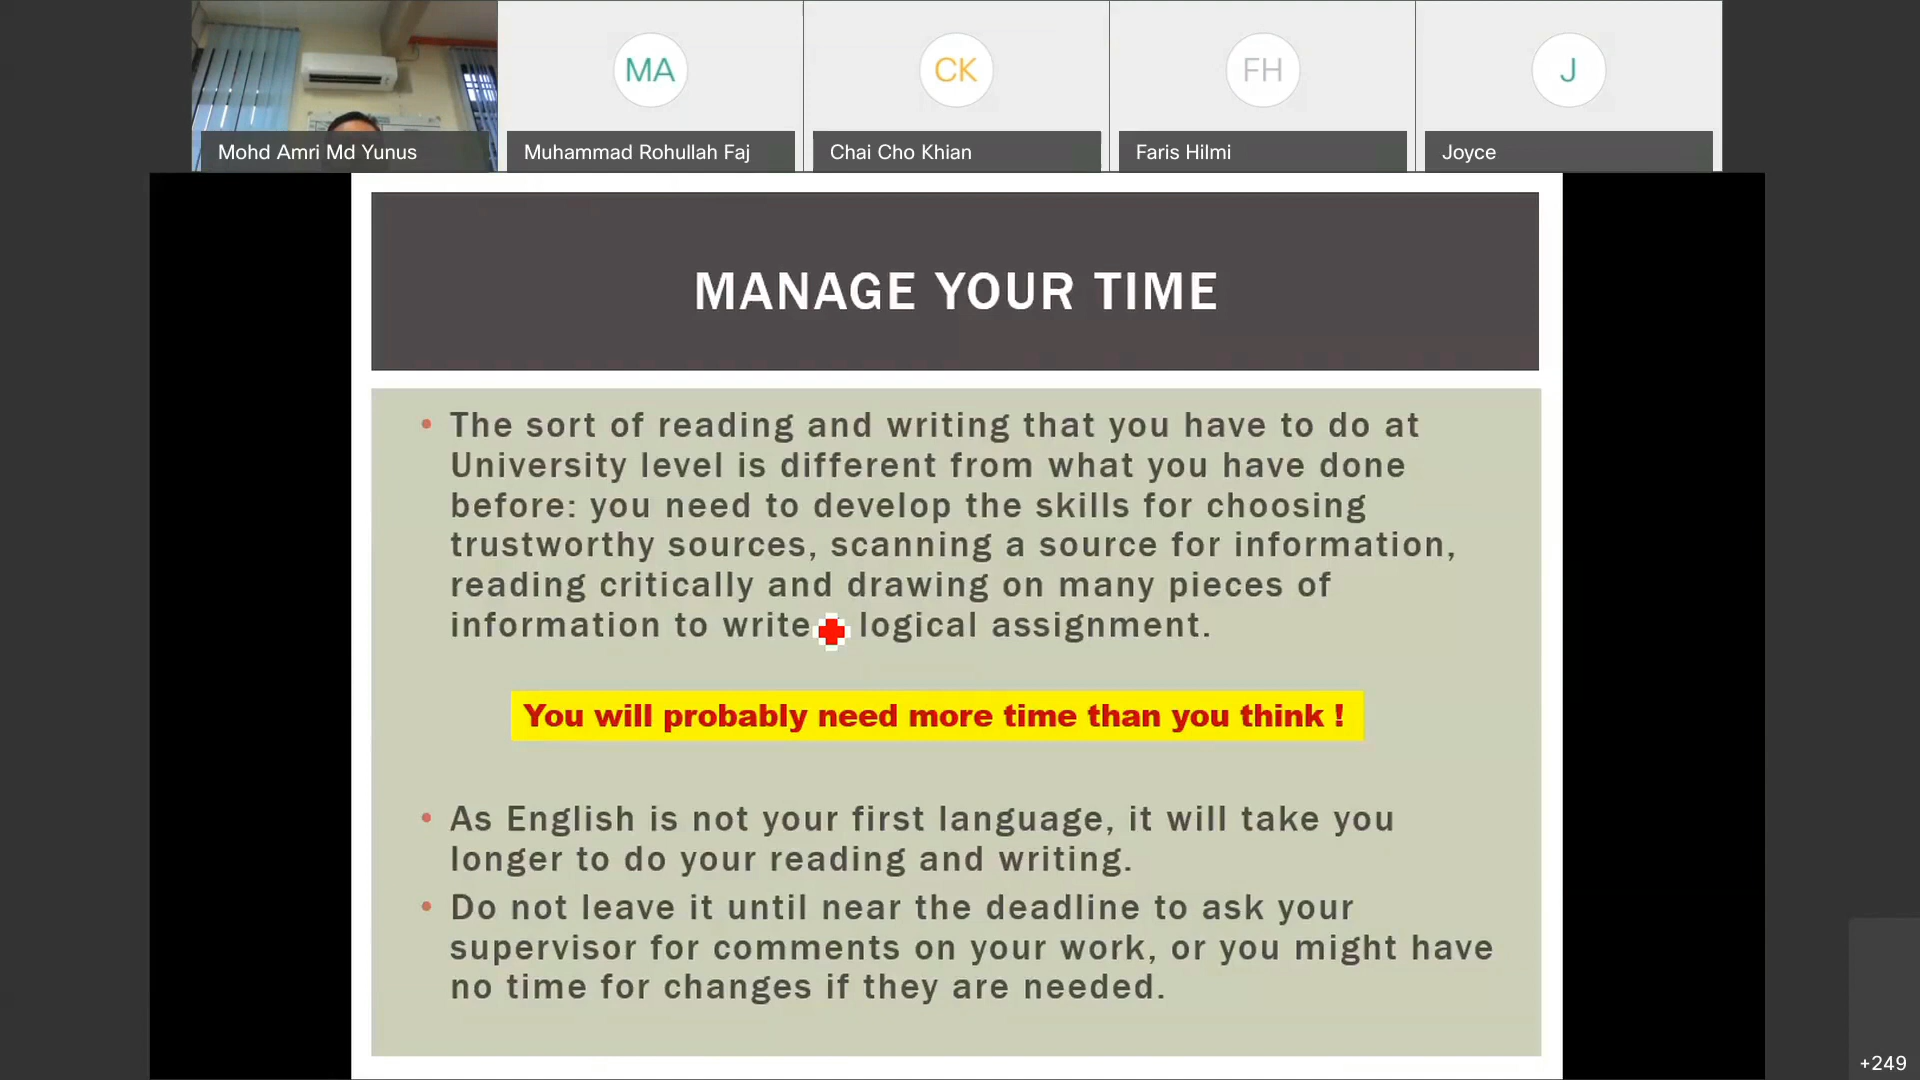 MA
CK
FH
J
Mohd Amri Md Yunus
Muhammad Rohullah Faj
Chai Cho Khian
Faris Hilmi
Joyce
MANAGE YOUR TIME
• The sort of reading and writing that you have to do at
University level is different from what you have done
before: you need to develop the skills for choosing
trustworthy sources, scanning a source for information,
reading critically and drawing on many pieces of
information to write logical assignment.
You will probably need more time than you think !
• As English is not your first language, it will take you
longer to do your reading and writing.
• Do not leave it until near the deadline to ask your
supervisor for comments on your work, or you might have
no time for changes if they are needed.
+249